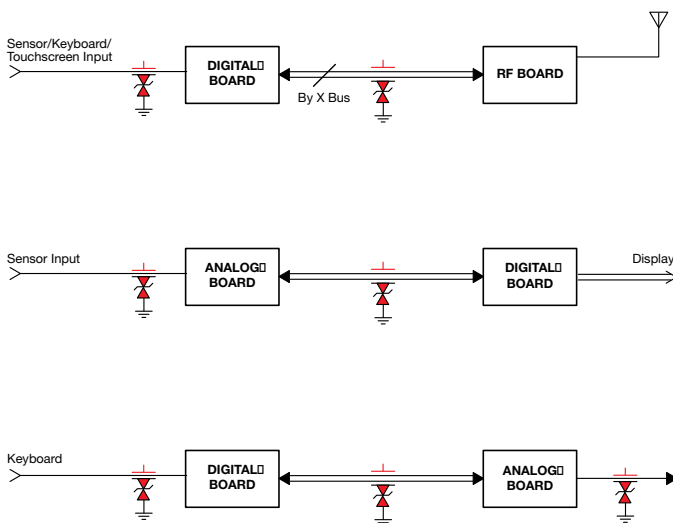 Sensor/Keyboard/
Touchscreen Input
DIGITAL
BOARD
By X Bus
RF BOARD
Sensor Input
ANALOG
BOARD
DIGITAL
BOARD
Display
Keyboard
DIGITAL
BOARD
ANALOG
BOARD